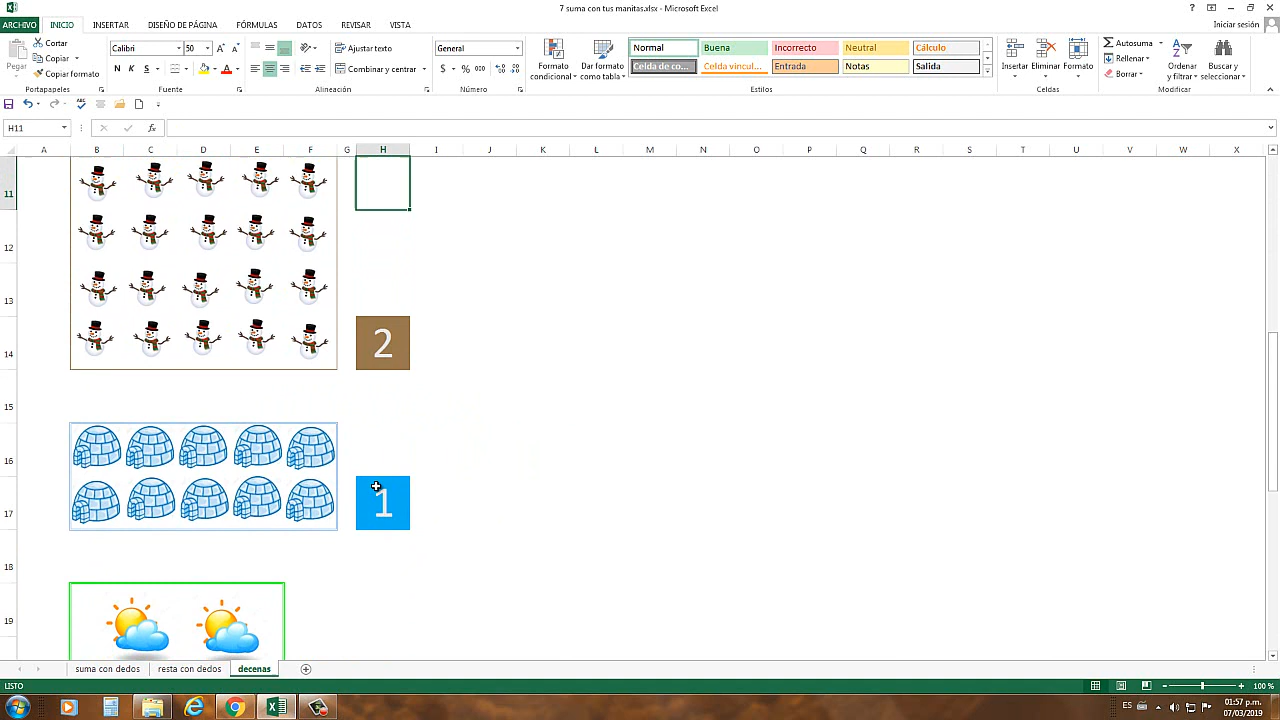 7 suma con tus manitas.xlsx - Microsoft Excel
ARCHIVO INICIO INSERTAR DISEÑO DE PÁGINA FÓRMULAS DATOS REVISAR VISTA Iniciar sesión
Pegar
Cortar
Copiar
Copiar formato
Portapapeles
Calibri 50
N K S
Fuente
Ajustar texto
Combinar y centrar
Alineación
General
$ % 000
Número
Formato condicional
Dar formato como tabla
Normal Buena Incorrecto Neutral Cálculo
Celda de co... Celda vincul... Entrada Notas Salida
Estilos
Insertar Eliminar Formato
Celdas
Autosuma
Rellenar
Borrar
Ordenar y filtrar
Buscar y seleccionar
Modificar
H11 fx
A B C D E F G H I J K L M N O P Q R S T U V W X
11
12
13
14 2
15
16
17 1
18
19
suma con dedos resta con dedos decenas
LISTO 100 %
ES 01:57 p.m.
07/03/2019